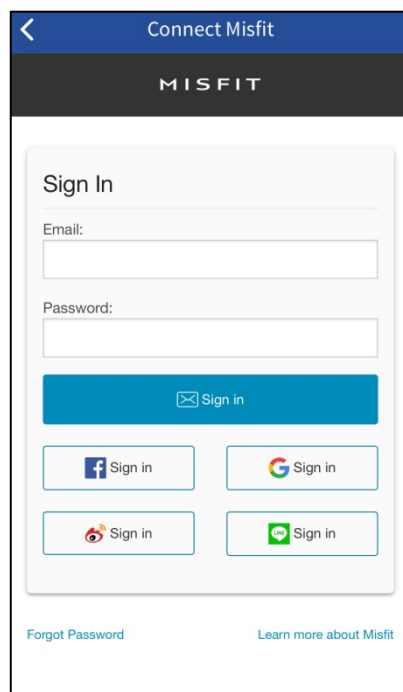 Connect Misfit
MISFIT
Sign In
Email:
Password:
Sign in
Sign in
Sign in
Sign in
LINE
Sign in
Forgot Password
Learn more about Misfit